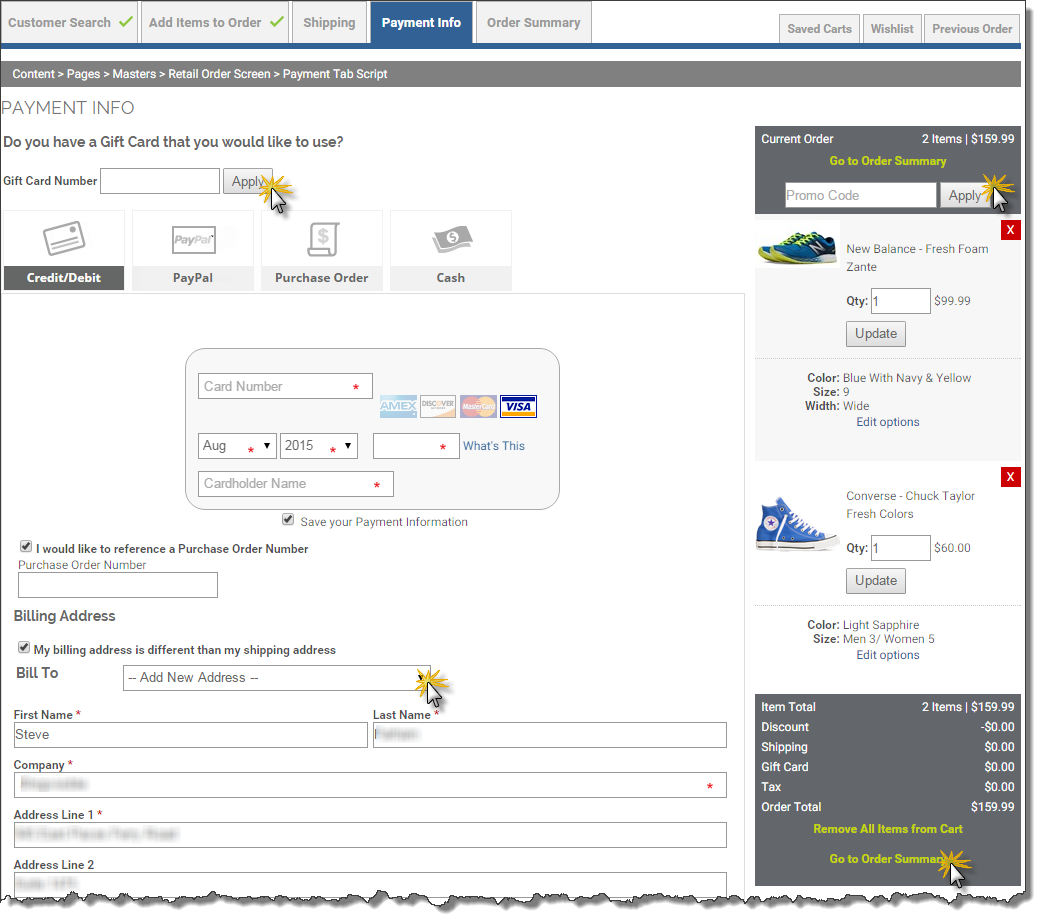 Customer Search Add Items to Order Shipping Payment Info Order Summary Saved Carts Wishlist Previous Order
Content > Pages > Masters > Retail Order Screen > Payment Tab Script
PAYMENT INFO
Do you have a Gift Card that you would like to use?
Gift Card Number Apply
PayPal
Credit/Debit PayPal Purchase Order Cash
Card Number *
AMEX DISCOVER MasterCard VISA
Aug * 2015 * * What's This
Cardholder Name *
Save your Payment Information
I would like to reference a Purchase Order Number
Purchase Order Number
Billing Address
My billing address is different than my shipping address
Bill To -- Add New Address --
First Name * Last Name *
Steve
Company *
*
Address Line 1 *
Address Line 2
Current Order 2 Items | $159.99
Go to Order Summary
Promo Code Apply
X
New Balance - Fresh Foam
Zante
Qty: 1 $99.99
Update
Color: Blue With Navy & Yellow
Size: 9
Width: Wide
Edit options
X
Converse - Chuck Taylor
Fresh Colors
Qty: 1 $60.00
Update
Color: Light Sapphire
Size: Men 3/ Women 5
Edit options
Item Total 2 Items | $159.99
Discount -$0.00
Shipping $0.00
Gift Card $0.00
Tax $0.00
Order Total $159.99
Remove All Items from Cart
Go to Order Summary